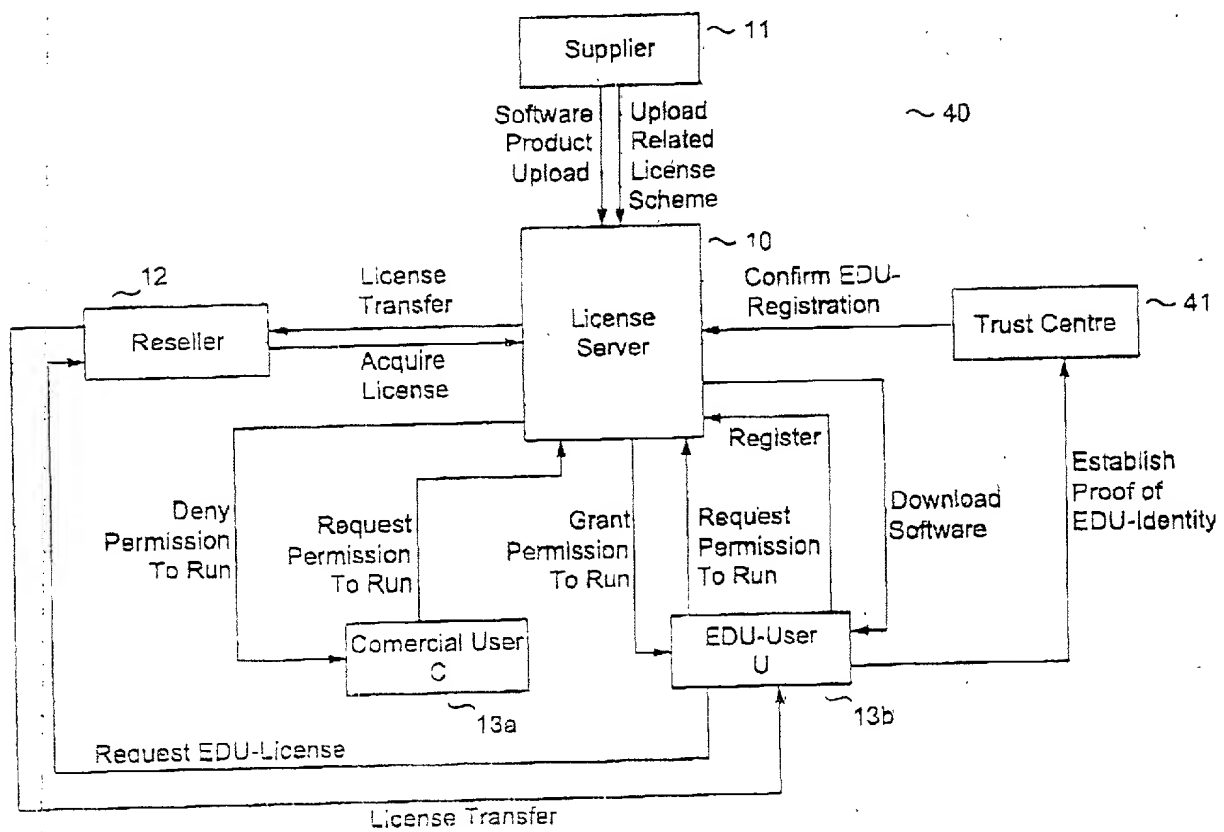 Supplier
~ 11
~ 40
Software
Product
Upload
Upload
Related
License
Scheme
~ 10
12
~
License
Transfer
Confirm EDU-
Registration
Reseller
License
Server
Trust Centre
~ 41
Acquire
License
Register
Deny
Permission
To Run
Request
Permission
To Run
Grant
Permission
To Run
Request
Permission
To Run
Download
Software
Establish
Proof of
EDU-Identity
Comercial User
C
EDU-User
U
~ 13a
~ 13b
Request EDU-License
License Transfer